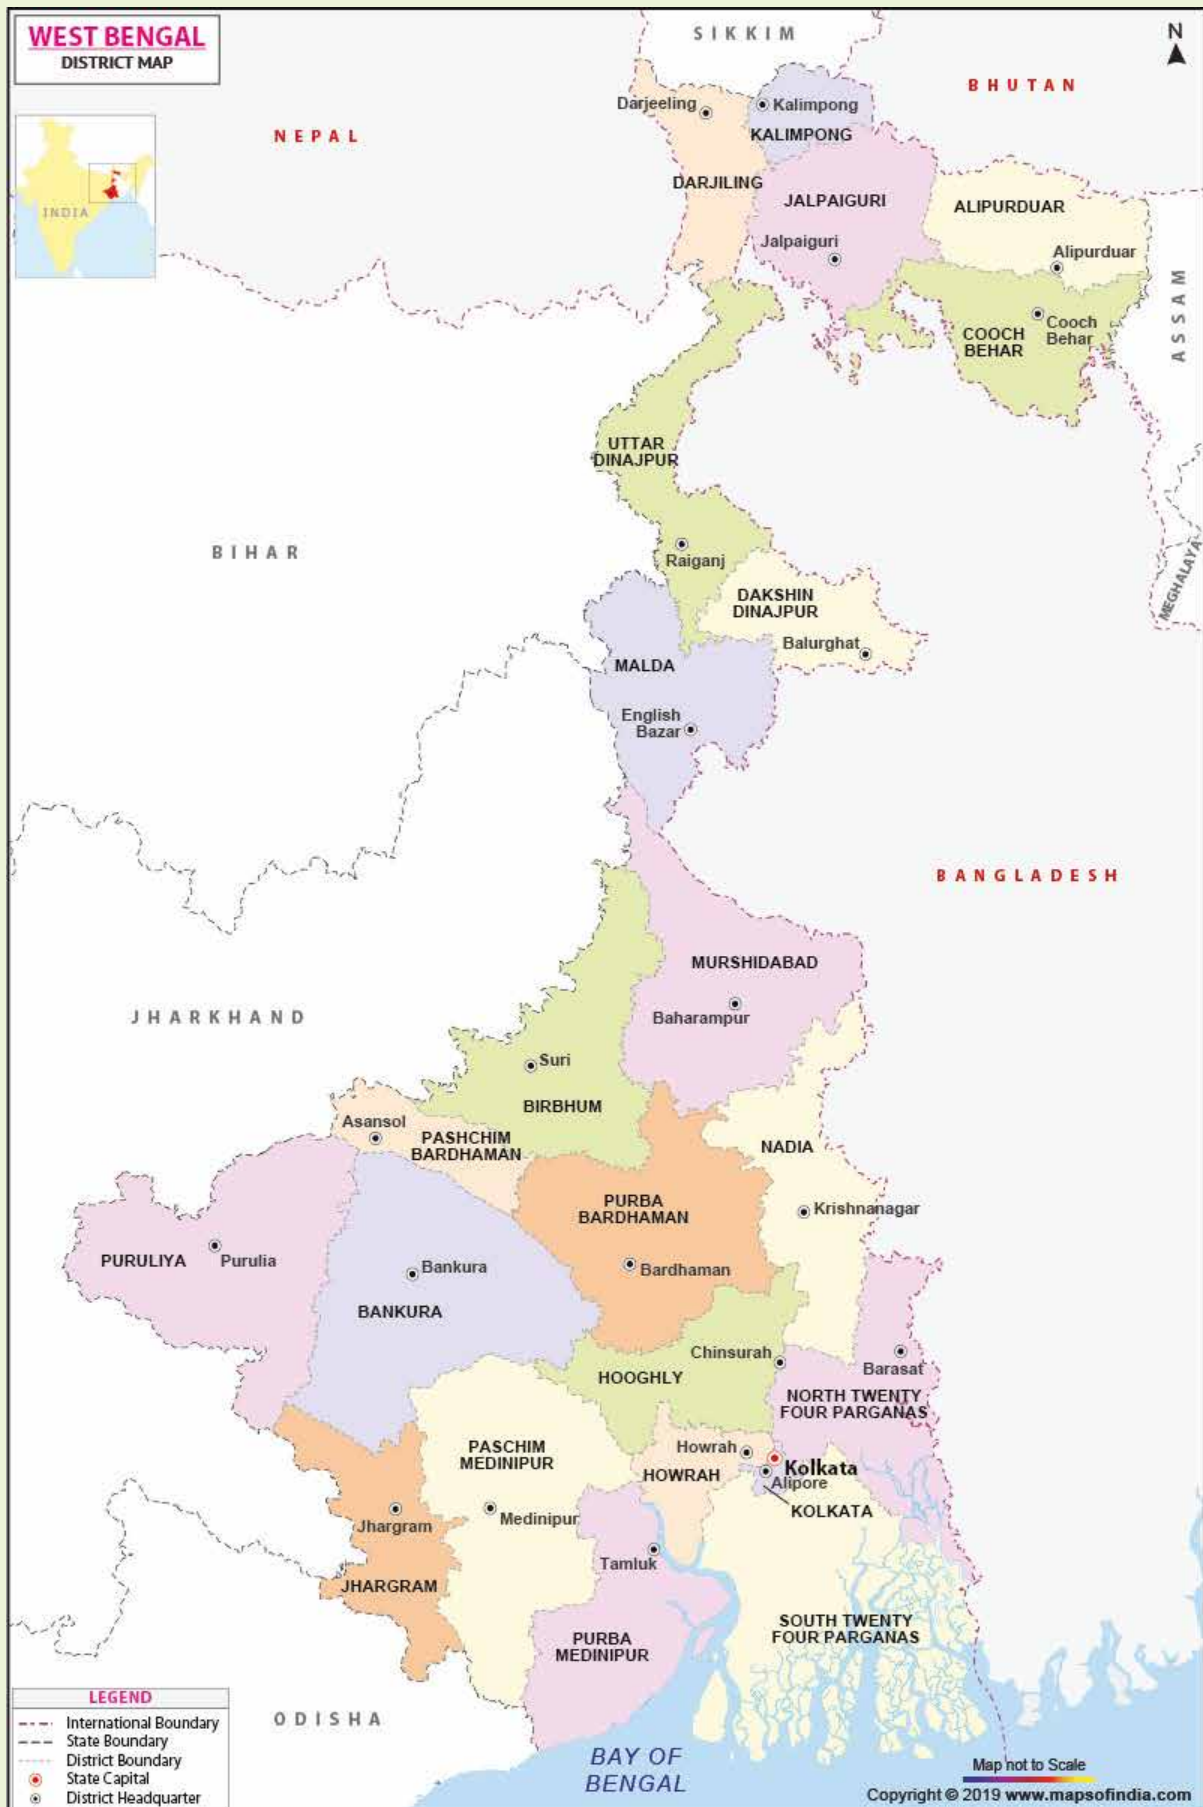 WEST BENGAL
DISTRICT MAP
SIKKIM
N
BHUTAN
NEPAL
Darjeeling
Kalimpong
KALIMPONG
DARJILING
JALPAIGURI
ALIPURDUAR
INDIA
Jalpaiguri
Alipurduar
ASSAM
COOCH
BEHAR
Cooch
Behar
UTTAR
DINAJPUR
BIHAR
Raiganj
MEGHALAYA
DAKSHIN
DINAJPUR
Balurghat
MALDA
English
Bazar
BANGLADESH
MURSHIDABAD
Baharampur
JHARKHAND
Suri
BIRBHUM
Asansol
PASHCHIM
BARDHAMAN
NADIA
PURBA
BARDHAMAN
Krishnanagar
PURULIYA
Purulia
Bankura
Bardhaman
BANKURA
Chinsurah
HOOGHLY
Barasat
NORTH TWENTY
FOUR PARGANAS
PASCHIM
MEDINIPUR
Howrah
HOWRAH
Kolkata
Alipore
KOLKATA
Jhargram
Medinipur
Tamluk
JHARGRAM
SOUTH TWENTY
FOUR PARGANAS
PURBA
MEDINIPUR
LEGEND
International Boundary
State Boundary
District Boundary
State Capital
District Headquarter
ODISHA
BAY OF
BENGAL
Map not to Scale
Copyright © 2019 www.mapsofindia.com